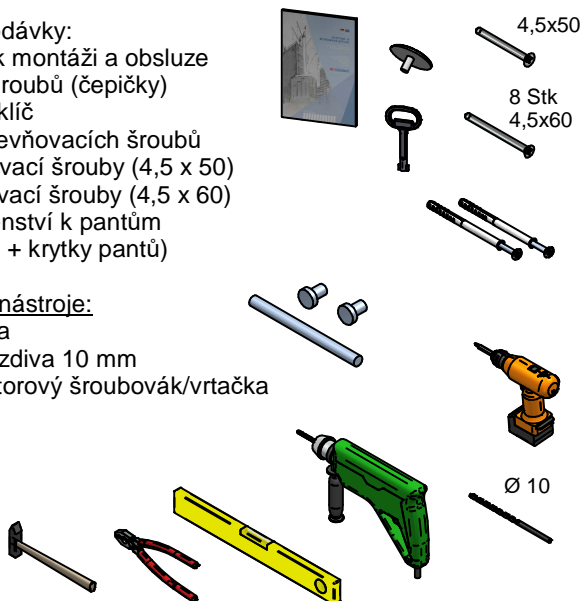 odávky:
k montáži a obsluze
roubů (čepičky)
klíč
evňovacích šroubů
vací šrouby (4,5 x 50)
vací šrouby (4,5 x 60)
nství k pantům
+ krytky pantů)
nástroje:
a
zdiva 10 mm
torový šroubovák/vrtačka
4,5x50
8 Stk
4,5x60
Ø 10